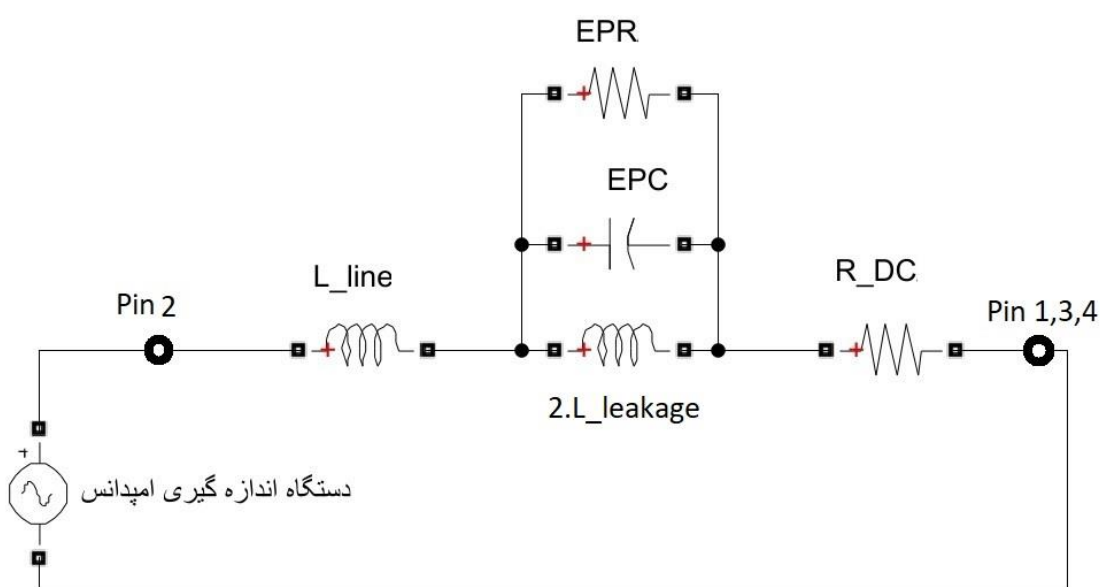 EPR
EPC
L_line
R_DC
Pin 2
Pin 1,3,4
2.L_leakage
دستگاه اندازه گیری امپدانس